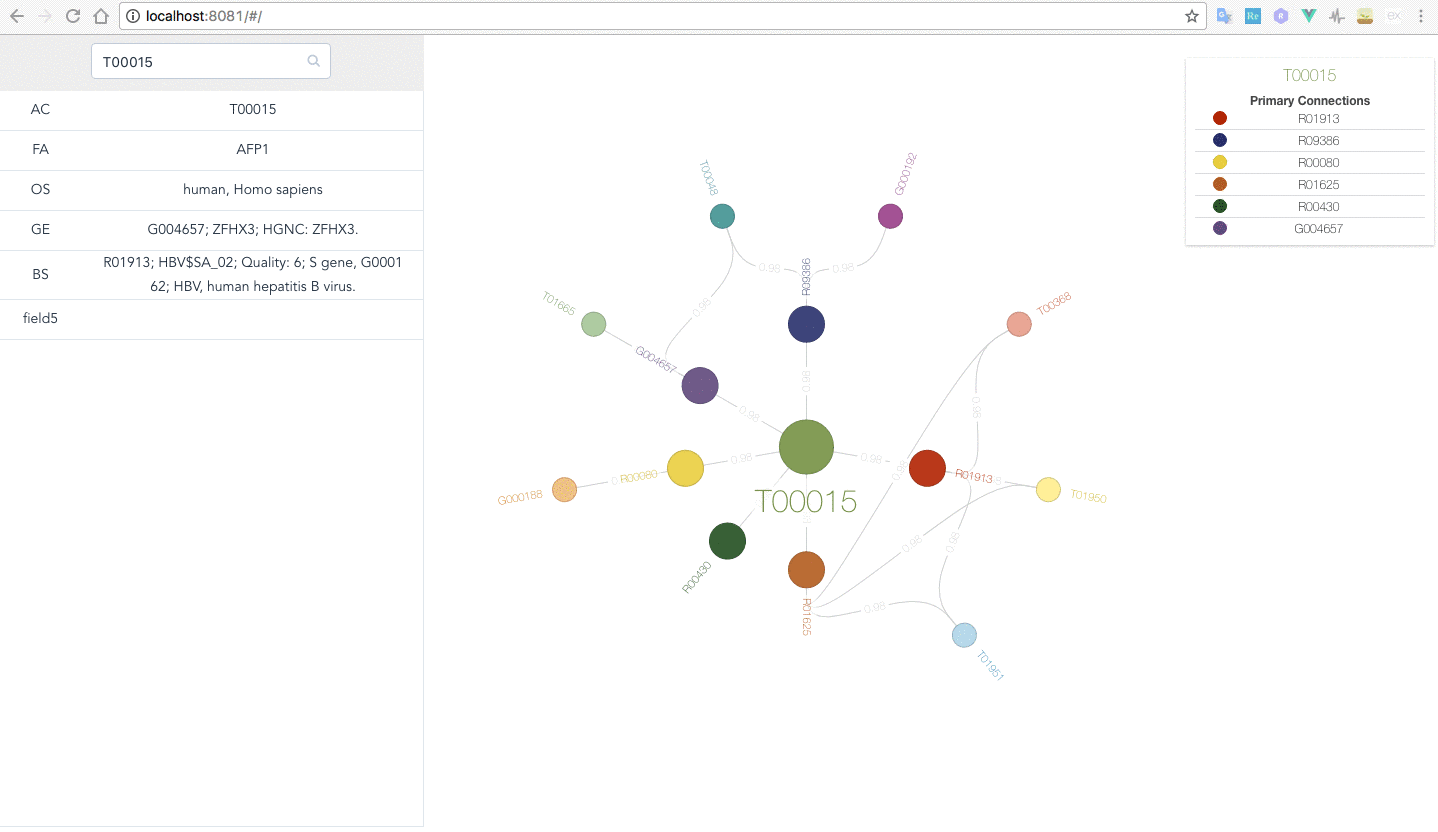 localhost:8081/#/
T00015
AC T00015
FA AFP1
OS human, Homo sapiens
GE G004657; ZFHX3; HGNC: ZFHX3.
BS R01913; HBV$SA_02; Quality: 6; S gene, G0001
62; HBV, human hepatitis B virus.
field5
T00015
Primary Connections
R01913
R09386
R00080
R01625
R00430
G004657
T00048
G000192
0.98
0.98
R09386
0.98
T01665
T00368
G004657
0.98
0.98
0.98
0.98
0.98
0.98
G000188
R00080
R01913
T01950
T00015
0.98
0.98
R00430
R01625
0.98
T01951